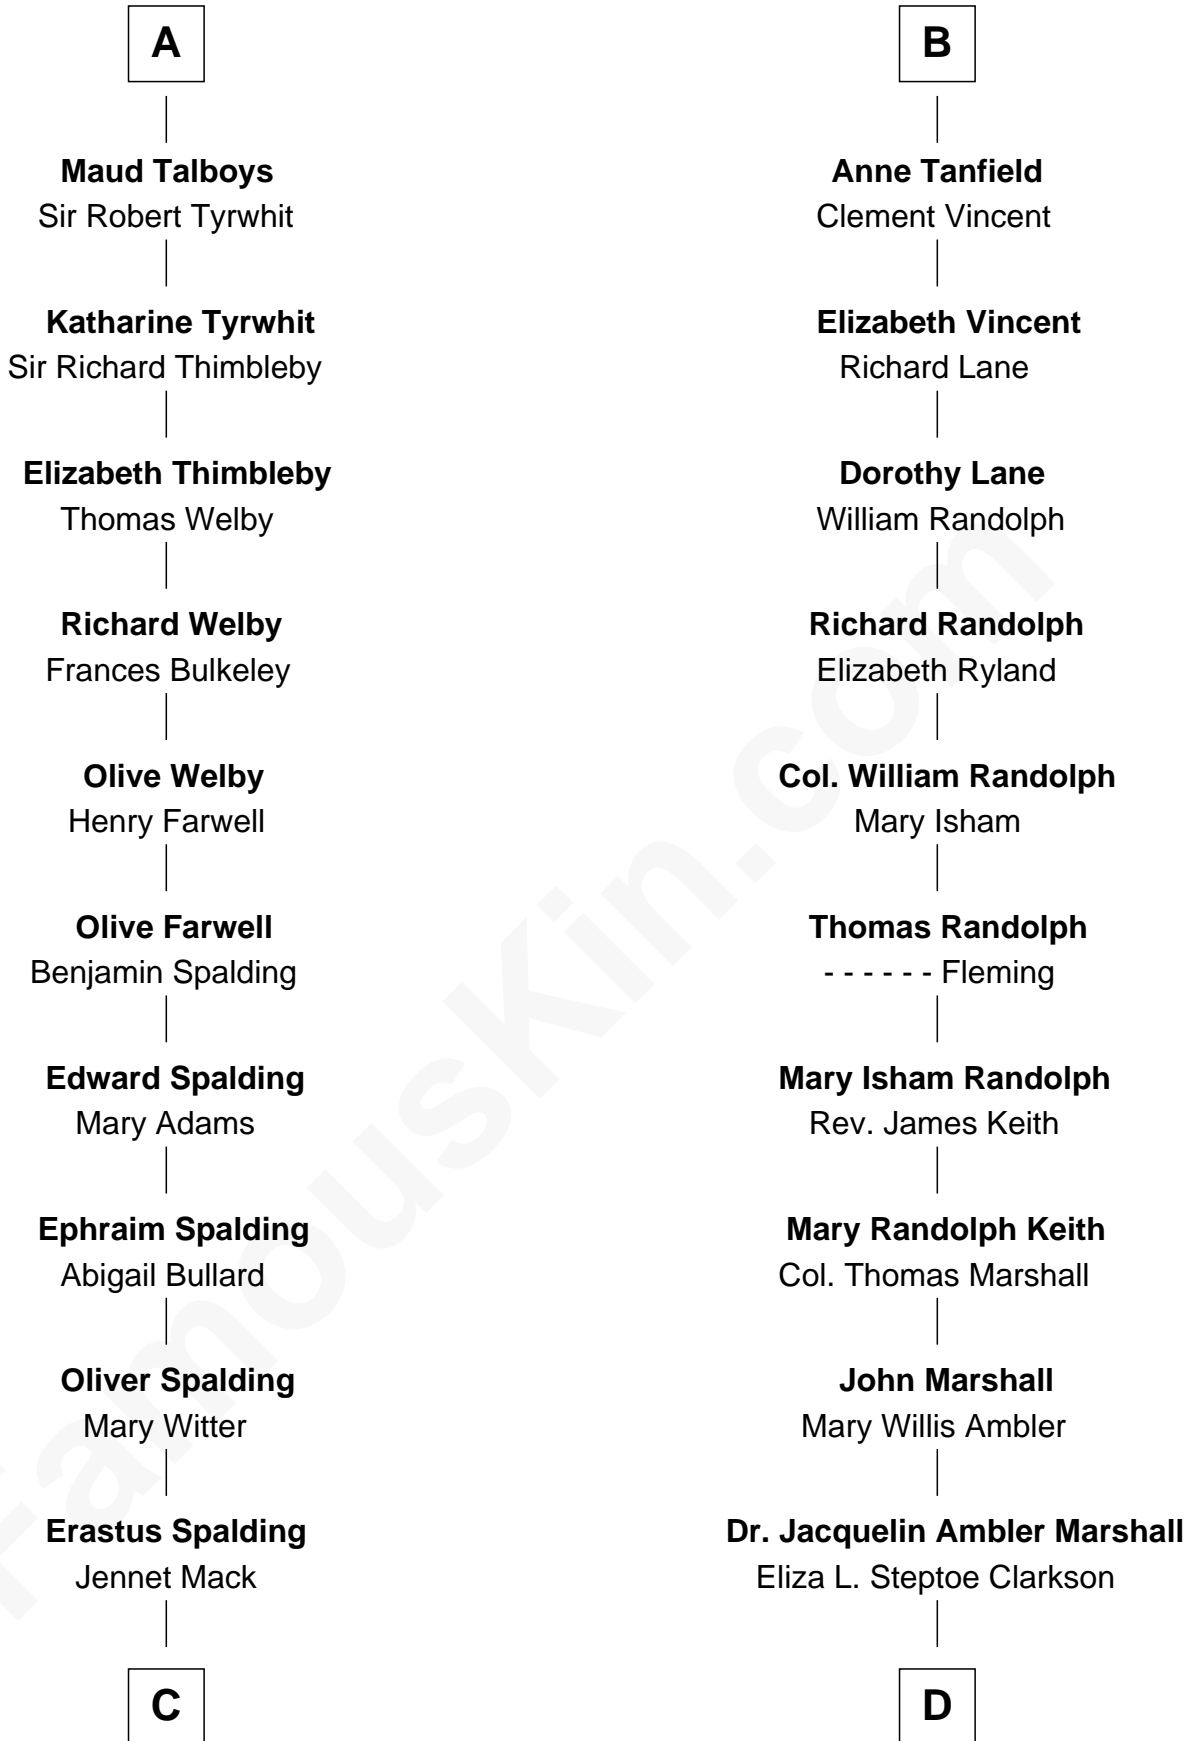 A
Maud Talboys
Sir Robert Tyrwhit
Katharine Tyrwhit
Sir Richard Thimbleby
Elizabeth Thimbleby
Thomas Welby
Richard Welby
Frances Bulkeley
Olive Welby
Henry Farwell
Olive Farwell
Benjamin Spalding
Edward Spalding
Mary Adams
Ephraim Spalding
Abigail Bullard
Oliver Spalding
Mary Witter
Erastus Spalding
Jennet Mack
C
B
Anne Tanfield
Clement Vincent
Elizabeth Vincent
Richard Lane
Dorothy Lane
William Randolph
Richard Randolph
Elizabeth Ryland
Col. William Randolph
Mary Isham
Thomas Randolph
- - - - - - Fleming
Mary Isham Randolph
Rev. James Keith
Mary Randolph Keith
Col. Thomas Marshall
John Marshall
Mary Willis Ambler
Dr. Jacquelin Ambler Marshall
Eliza L. Steptoe Clarkson
D
FamousKin.com